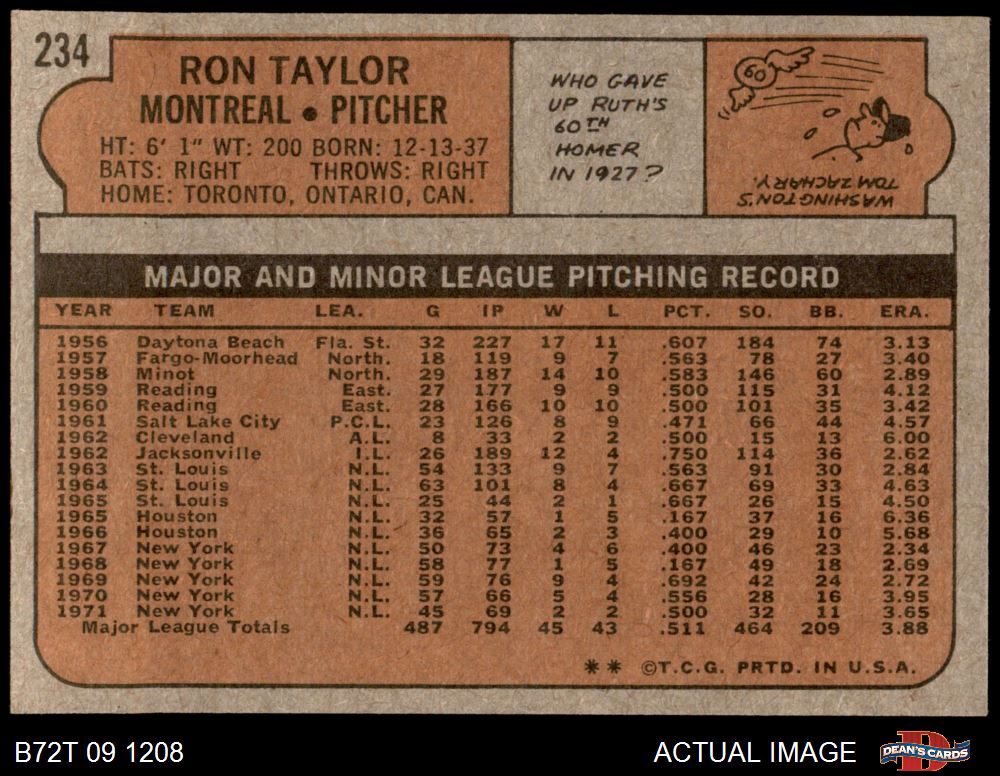 234
RON TAYLOR
MONTREAL • PITCHER
HT: 6' 1" WT: 200 BORN: 12-13-37
BATS: RIGHT THROWS: RIGHT
HOME: TORONTO, ONTARIO, CAN.
WHO GAVE
UP RUTH'S
60TH
HOMER
IN 1927?
WASHINGTON'S
TOM ZACHARY.
MAJOR AND MINOR LEAGUE PITCHING RECORD
YEAR TEAM LEA. G IP W L PCT. SO. BB. ERA.
1956 Daytona Beach Fla. St. 32 227 17 11 .607 184 74 3.13
1957 Fargo-Moorhead North. 18 119 9 7 .563 78 27 3.40
1958 Minot North. 29 187 14 10 .583 146 60 2.89
1959 Reading East. 27 177 9 9 .500 115 31 4.12
1960 Reading East. 28 166 10 10 .500 101 35 3.42
1961 Salt Lake City P.C.L. 23 126 8 9 .471 66 44 4.57
1962 Cleveland A.L. 8 33 2 2 .500 15 13 6.00
1962 Jacksonville I.L. 26 189 12 4 .750 114 36 2.62
1963 St. Louis N.L. 54 133 9 7 .563 91 30 2.84
1964 St. Louis N.L. 63 101 8 4 .667 69 33 4.63
1965 St. Louis N.L. 25 44 2 1 .667 26 15 4.50
1965 Houston N.L. 32 57 1 5 .167 37 16 6.36
1966 Houston N.L. 36 65 2 3 .400 29 10 5.68
1967 New York N.L. 50 73 4 6 .400 46 23 2.34
1968 New York N.L. 58 77 1 5 .167 49 18 2.69
1969 New York N.L. 59 76 9 4 .692 42 24 2.72
1970 New York N.L. 57 66 5 4 .556 28 16 3.95
1971 New York N.L. 45 69 2 2 .500 32 11 3.65
Major League Totals 487 794 45 43 .511 464 209 3.88
** ©T.C.G. PRTD. IN U.S.A.
B72T 09 1208
ACTUAL IMAGE
DEAN'S CARDS